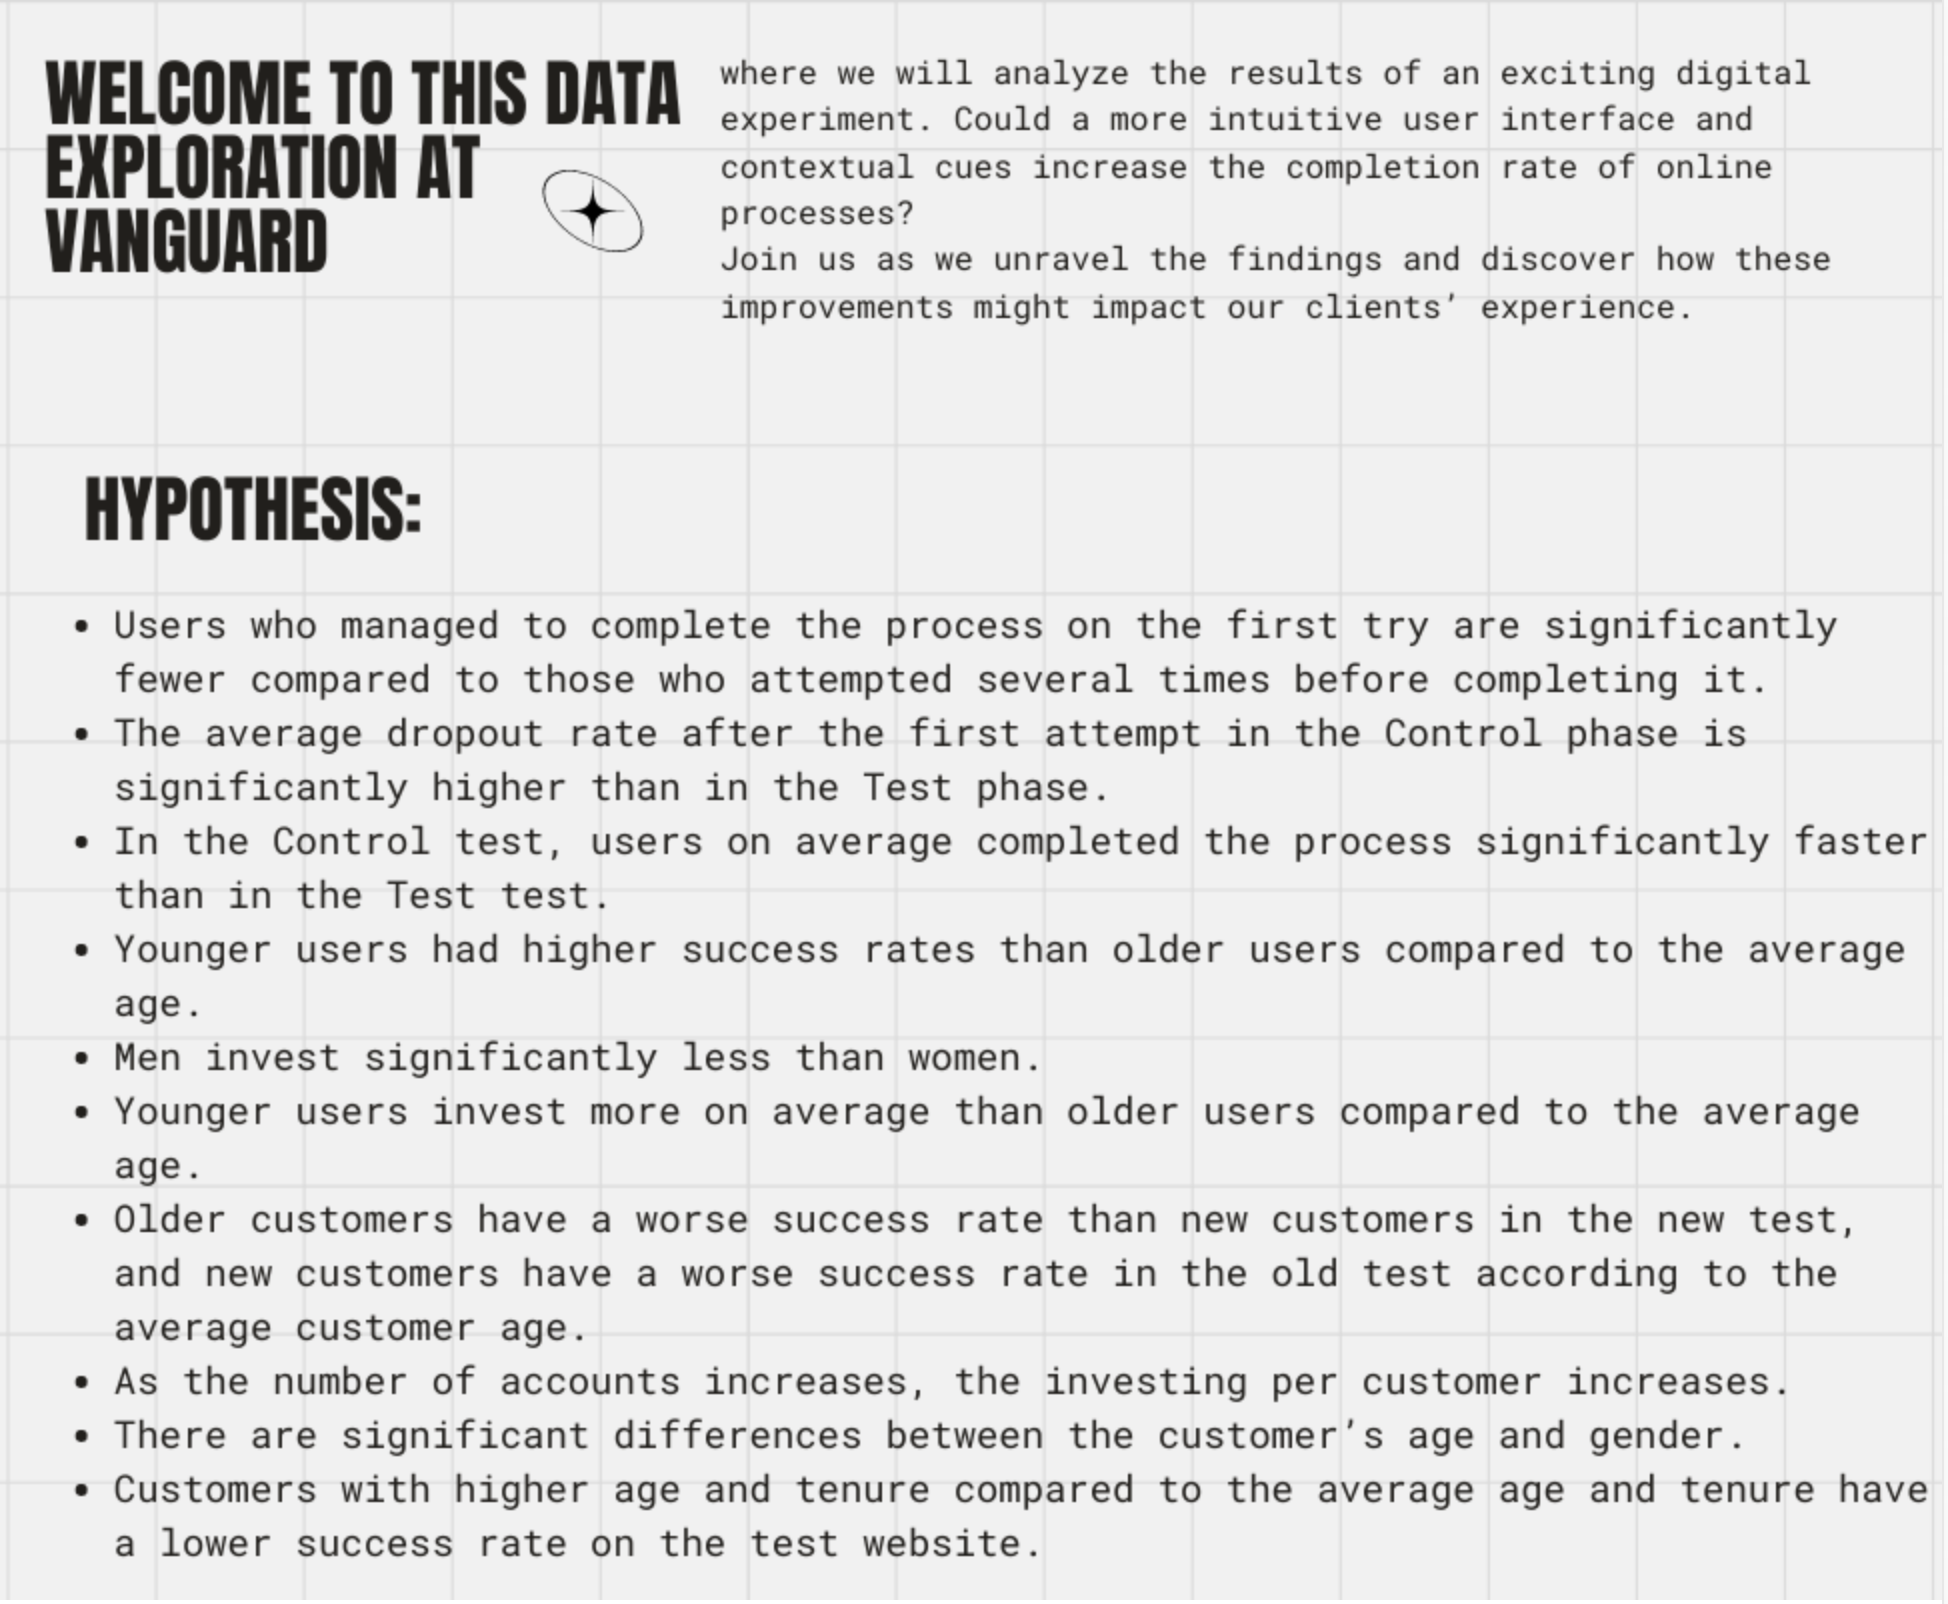 WELCOME TO THIS DATA
EXPLORATION AT
VANGUARD
where we will analyze the results of an exciting digital
experiment. Could a more intuitive user interface and
contextual cues increase the completion rate of online
processes?
Join us as we unravel the findings and discover how these
improvements might impact our clients’ experience.
HYPOTHESIS:
• Users who managed to complete the process on the first try are significantly
fewer compared to those who attempted several times before completing it.
• The average dropout rate after the first attempt in the Control phase is
significantly higher than in the Test phase.
• In the Control test, users on average completed the process significantly faster
than in the Test test.
• Younger users had higher success rates than older users compared to the average
age.
• Men invest significantly less than women.
• Younger users invest more on average than older users compared to the average
age.
• Older customers have a worse success rate than new customers in the new test,
and new customers have a worse success rate in the old test according to the
average customer age.
• As the number of accounts increases, the investing per customer increases.
• There are significant differences between the customer’s age and gender.
• Customers with higher age and tenure compared to the average age and tenure have
a lower success rate on the test website.